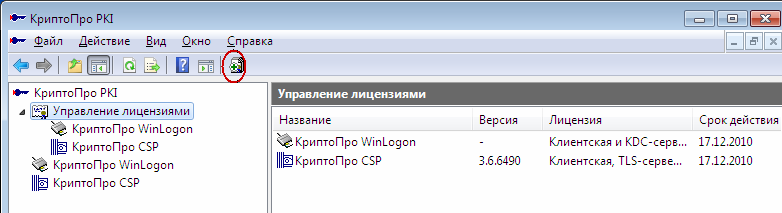 КриптоПро PKI
Файл Действие Вид Окно Справка
КриптоПро PKI
Управление лицензиями
КриптоПро WinLogon
КриптоПро CSP
КриптоПро WinLogon
КриптоПро CSP
Управление лицензиями
Название Версия Лицензия Срок действия
КриптоПро WinLogon - Клиентская и KDC-серв... 17.12.2010
КриптоПро CSP 3.6.6490 Клиентская, TLS-серве... 17.12.2010